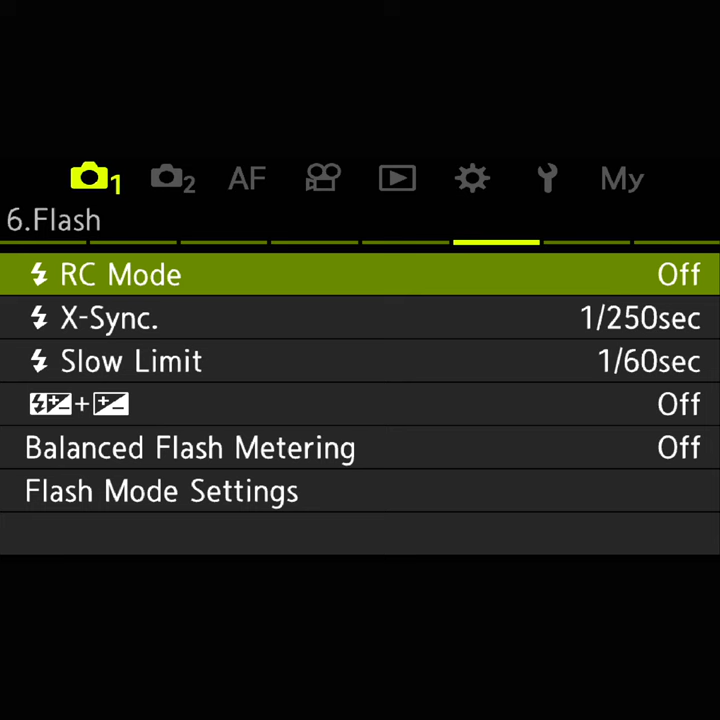 1 2 AF My
6.Flash
RC Mode Off
X-Sync. 1/250sec
Slow Limit 1/60sec
+ Off
Balanced Flash Metering Off
Flash Mode Settings